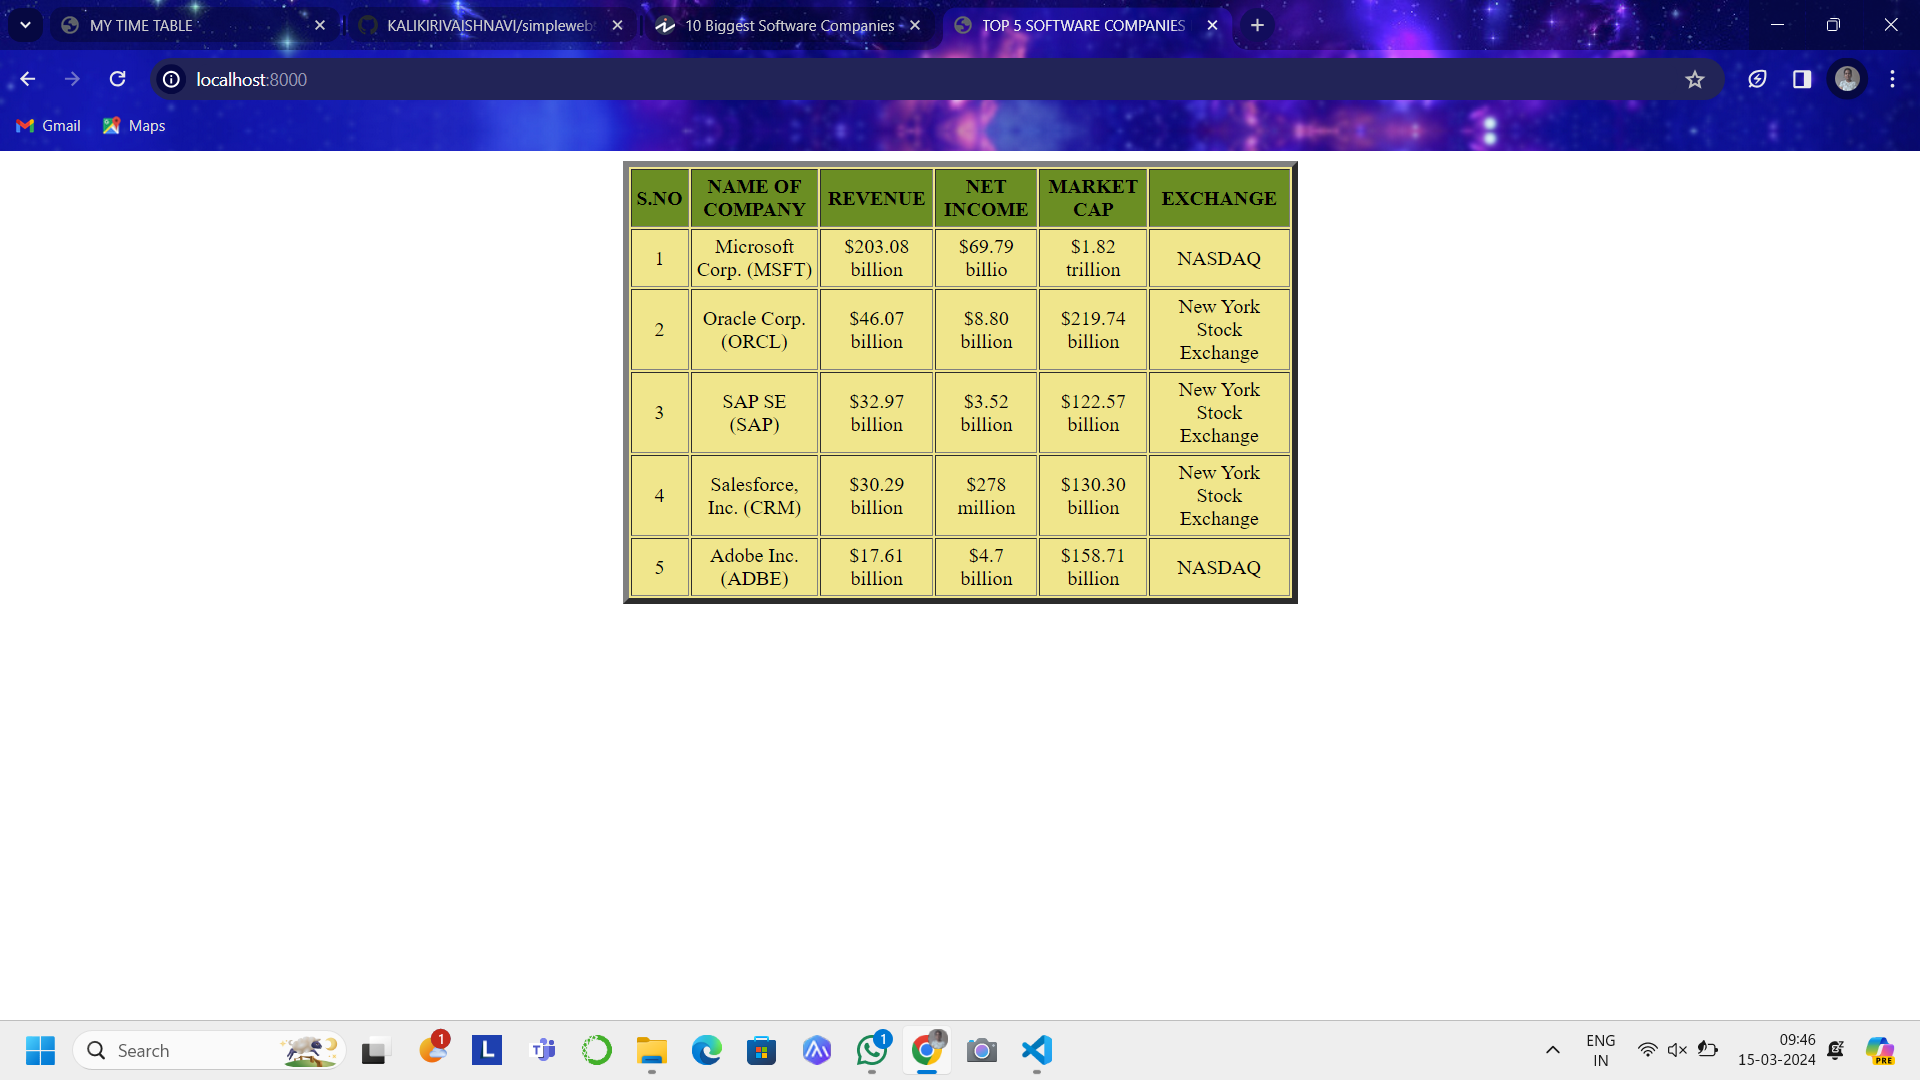 MY TIME TABLE
KALIKIRIVAISHNAVI/simpleweb
10 Biggest Software Companies
TOP 5 SOFTWARE COMPANIES
localhost:8000
Gmail
Maps
S.NO
NAME OF
COMPANY
REVENUE
NET
INCOME
MARKET
CAP
EXCHANGE
1
Microsoft
Corp. (MSFT)
$203.08
billion
$69.79
billio
$1.82
trillion
NASDAQ
2
Oracle Corp.
(ORCL)
$46.07
billion
$8.80
billion
$219.74
billion
New York
Stock
Exchange
3
SAP SE
(SAP)
$32.97
billion
$3.52
billion
$122.57
billion
New York
Stock
Exchange
4
Salesforce,
Inc. (CRM)
$30.29
billion
$278
million
$130.30
billion
New York
Stock
Exchange
5
Adobe Inc.
(ADBE)
$17.61
billion
$4.7
billion
$158.71
billion
NASDAQ
Search
1
L
1
ENG
IN
09:46
15-03-2024
PRE